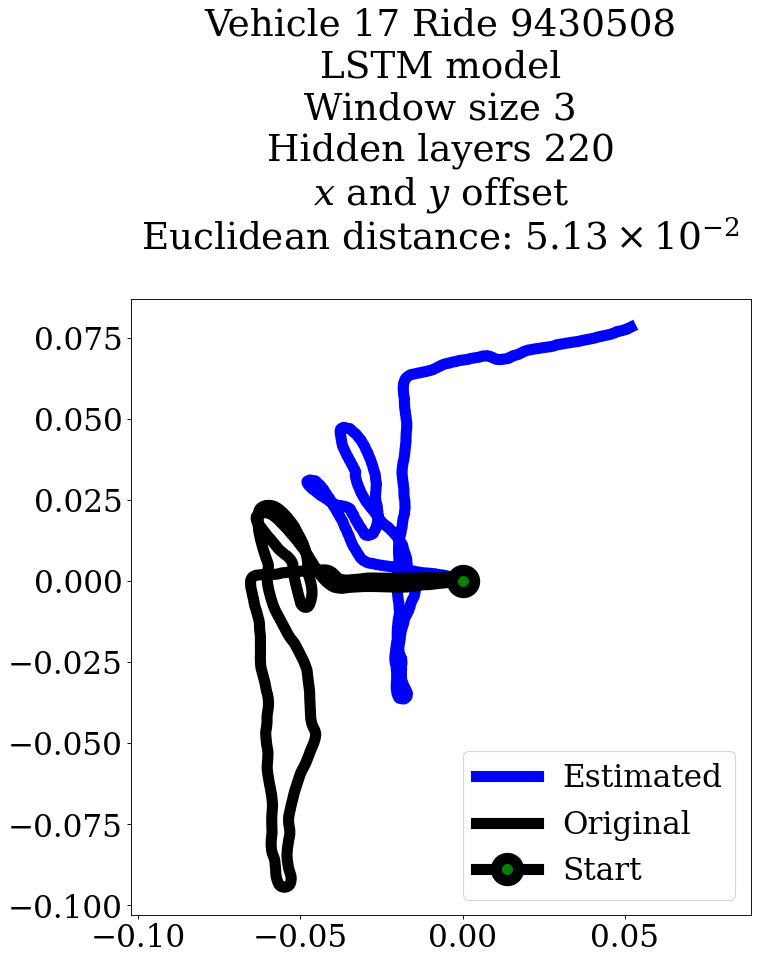 Vehicle 17 Ride 9430508
LSTM model
Window size 3
Hidden layers 220
x and y offset
Euclidean distance: 5.13 × 10⁻²
0.075
0.050
0.025
0.000
−0.025
−0.050
−0.075
−0.100
−0.10
−0.05
0.00
0.05
Estimated
Original
Start